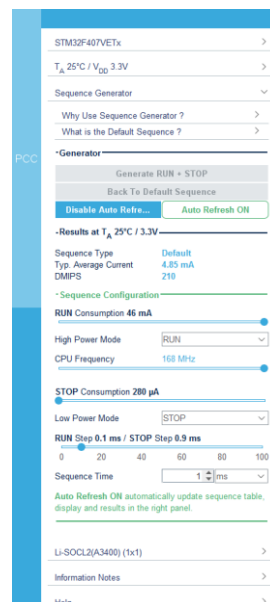 STM32F407VETx
TA 25°C / VDD 3.3V
Sequence Generator
Why Use Sequence Generator ?
What is the Default Sequence ?
PCC
Generator
Generate RUN + STOP
Back To Default Sequence
Disable Auto Refre... Auto Refresh ON
Results at TA 25°C / 3.3V
Sequence Type Default
Typ. Average Current 4.85 mA
DMIPS 210
Sequence Configuration
RUN Consumption 46 mA
High Power Mode RUN
CPU Frequency 168 MHz
STOP Consumption 280 µA
Low Power Mode STOP
RUN Step 0.1 ms / STOP Step 0.9 ms
0 20 40 60 80 100
Sequence Time 1 ms
Auto Refresh ON automatically update sequence table,
display and results in the right panel.
Li-SOCL2(A3400) (1x1)
Information Notes
Help